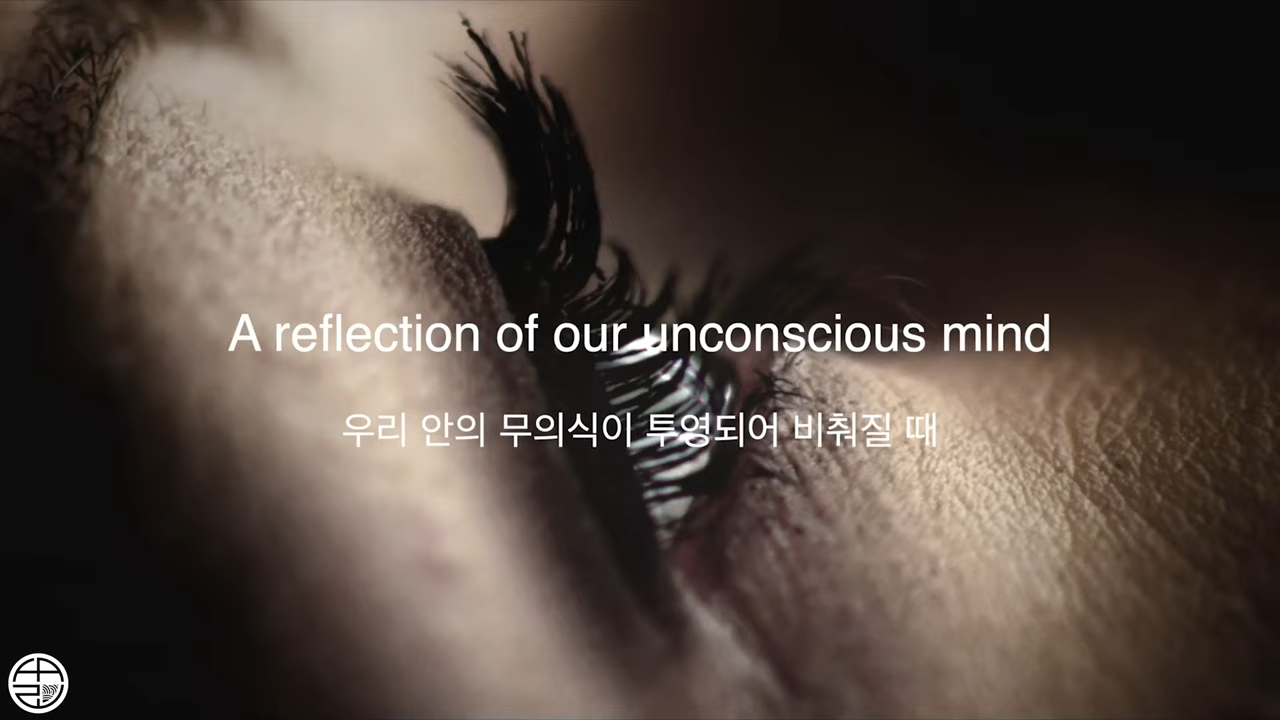 A reflection of our unconscious mind
우리 안의 무의식이 투영되어 비춰질 때